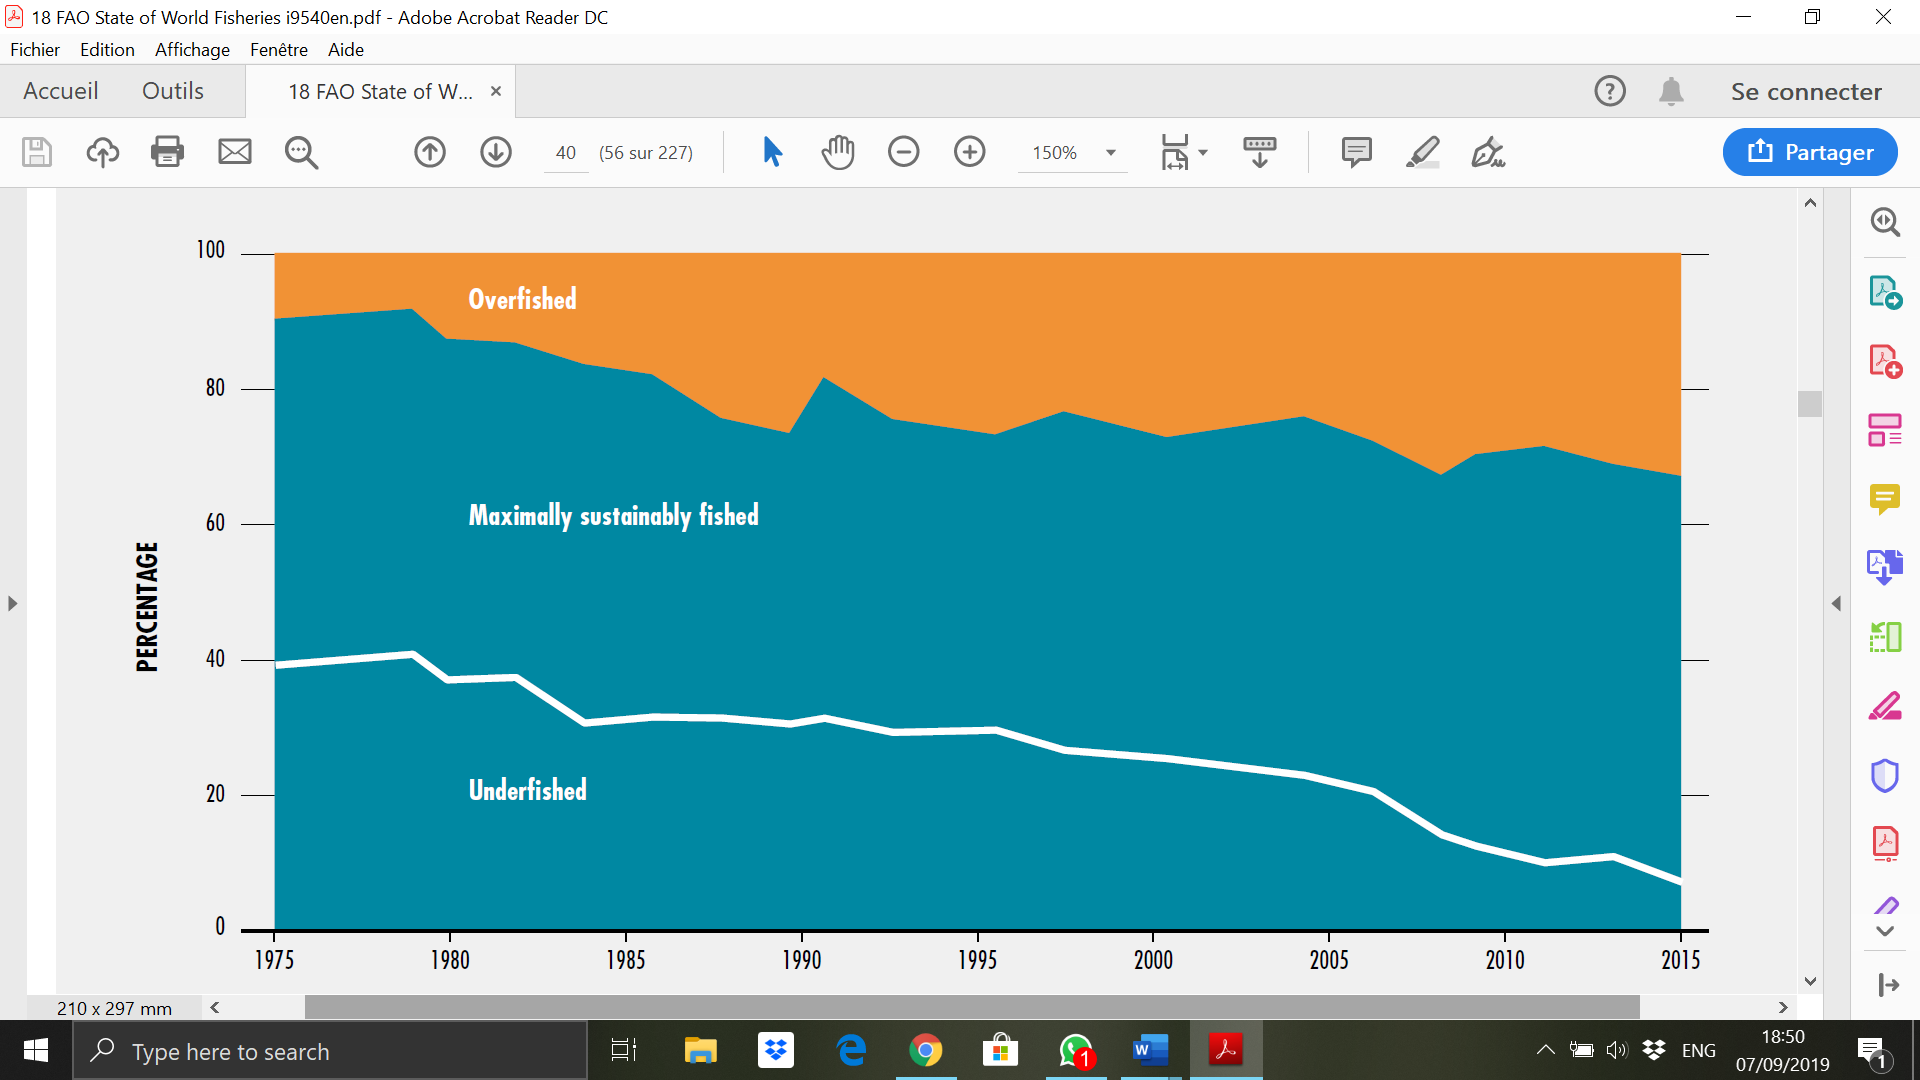 18 FAO State of World Fisheries i9540en.pdf - Adobe Acrobat Reader DC
Fichier Edition Affichage Fenêtre Aide
Accueil Outils 18 FAO State of W... × Se connecter
40 (56 sur 227) 150% Partager
100
Overfished
80
Maximally sustainably fished
60
PERCENTAGE
40
Underfished
20
0
1975 1980 1985 1990 1995 2000 2005 2010 2015
210 x 297 mm
Type here to search
1
W
ENG
18:50
07/09/2019
1